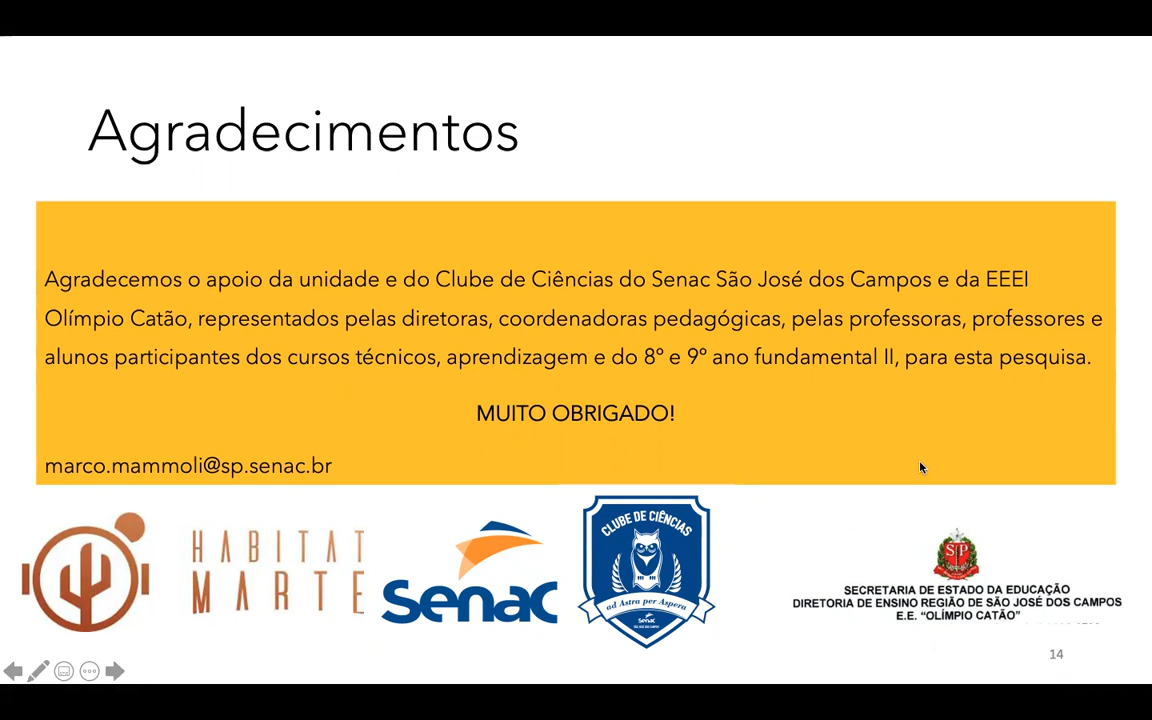 Agradecimentos
Agradecemos o apoio da unidade e do Clube de Ciências do Senac São José dos Campos e da EEEI
Olímpio Catão, representados pelas diretoras, coordenadoras pedagógicas, pelas professoras, professores e
alunos participantes dos cursos técnicos, aprendizagem e do 8º e 9º ano fundamental II, para esta pesquisa.
MUITO OBRIGADO!
marco.mammoli@sp.senac.br
HABITAT
MARTE
Senac
CLUBE DE CIÊNCIAS
ad Astra per Aspera
Senac
SP
SECRETARIA DE ESTADO DA EDUCAÇÃO
DIRETORIA DE ENSINO REGIÃO DE SÃO JOSÉ DOS CAMPOS
E.E. “OLÍMPIO CATÃO”
14